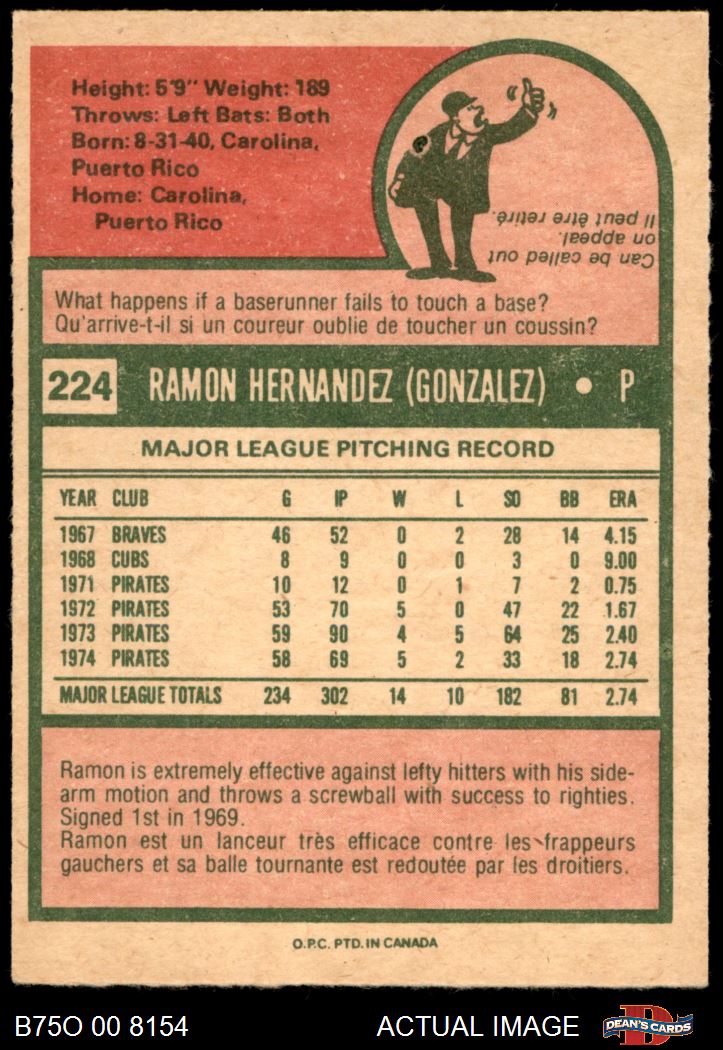 Height: 5'9" Weight: 189
Throws: Left Bats: Both
Born: 8-31-40, Carolina,
Puerto Rico
Home: Carolina,
Puerto Rico
Can be called out
on appeal.
Il peut être retiré.
What happens if a baserunner fails to touch a base?
Qu'arrive-t-il si un coureur oublie de toucher un coussin?
224 RAMON HERNANDEZ (GONZALEZ) • P
MAJOR LEAGUE PITCHING RECORD
YEAR CLUB G IP W L SO BB ERA
1967 BRAVES 46 52 0 2 28 14 4.15
1968 CUBS 8 9 0 0 3 0 9.00
1971 PIRATES 10 12 0 1 7 2 0.75
1972 PIRATES 53 70 5 0 47 22 1.67
1973 PIRATES 59 90 4 5 64 25 2.40
1974 PIRATES 58 69 5 2 33 18 2.74
MAJOR LEAGUE TOTALS 234 302 14 10 182 81 2.74
Ramon is extremely effective against lefty hitters with his side-
arm motion and throws a screwball with success to righties.
Signed 1st in 1969.
Ramon est un lanceur très efficace contre les frappeurs
gauchers et sa balle tournante est redoutée par les droitiers.
O.P.C. PTD. IN CANADA
B75O 00 8154 ACTUAL IMAGE D DEAN'S CARDS